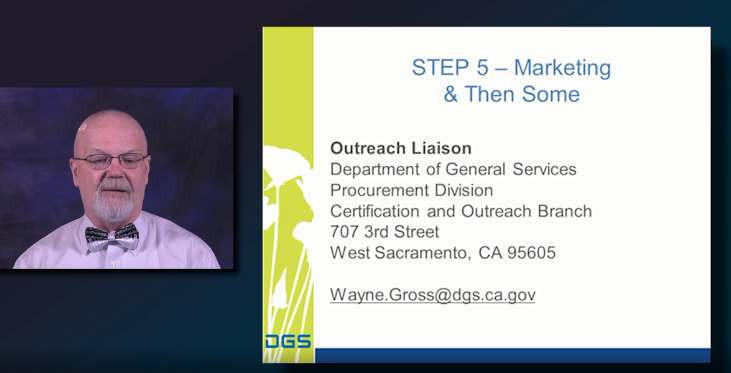 STEP 5 – Marketing
& Then Some
Outreach Liaison
Department of General Services
Procurement Division
Certification and Outreach Branch
707 3rd Street
West Sacramento, CA 95605
Wayne.Gross@dgs.ca.gov
DGS